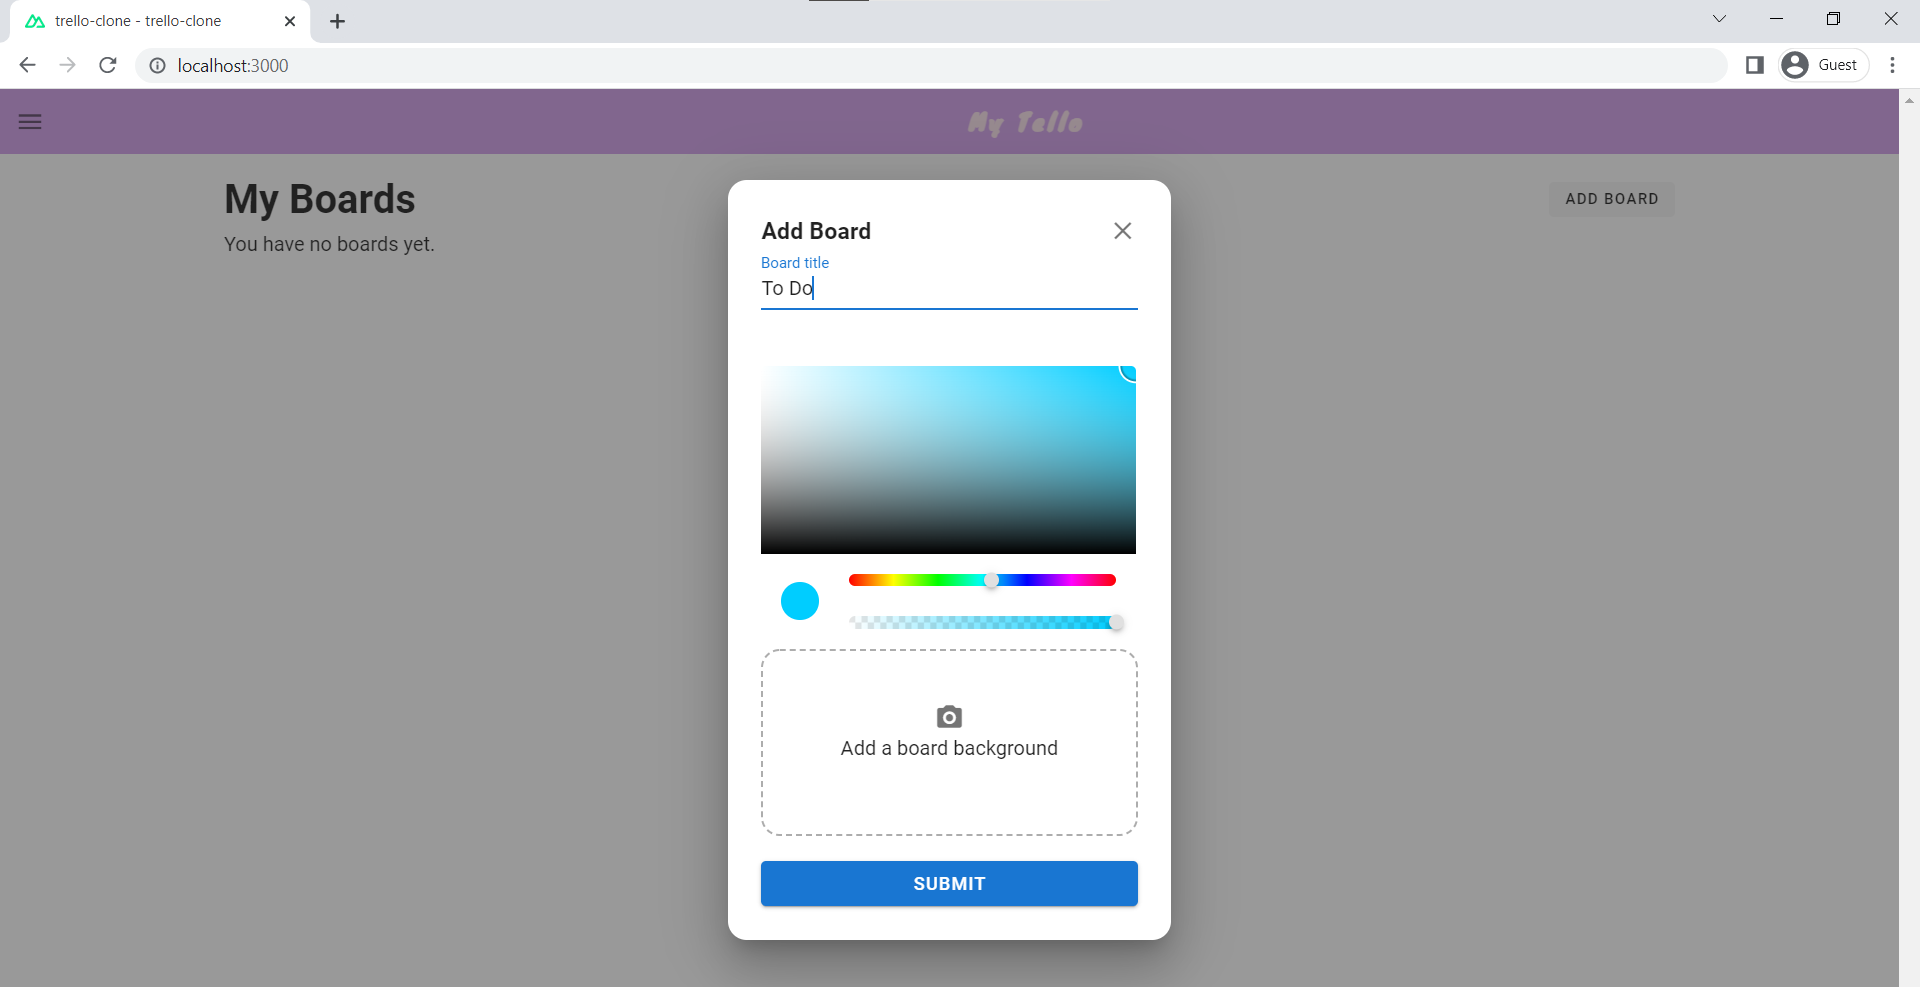 trello-clone - trello-clone
localhost:3000
Guest
My Tello
My Boards
ADD BOARD
You have no boards yet.
Add Board
Board title
To Do
Add a board background
SUBMIT